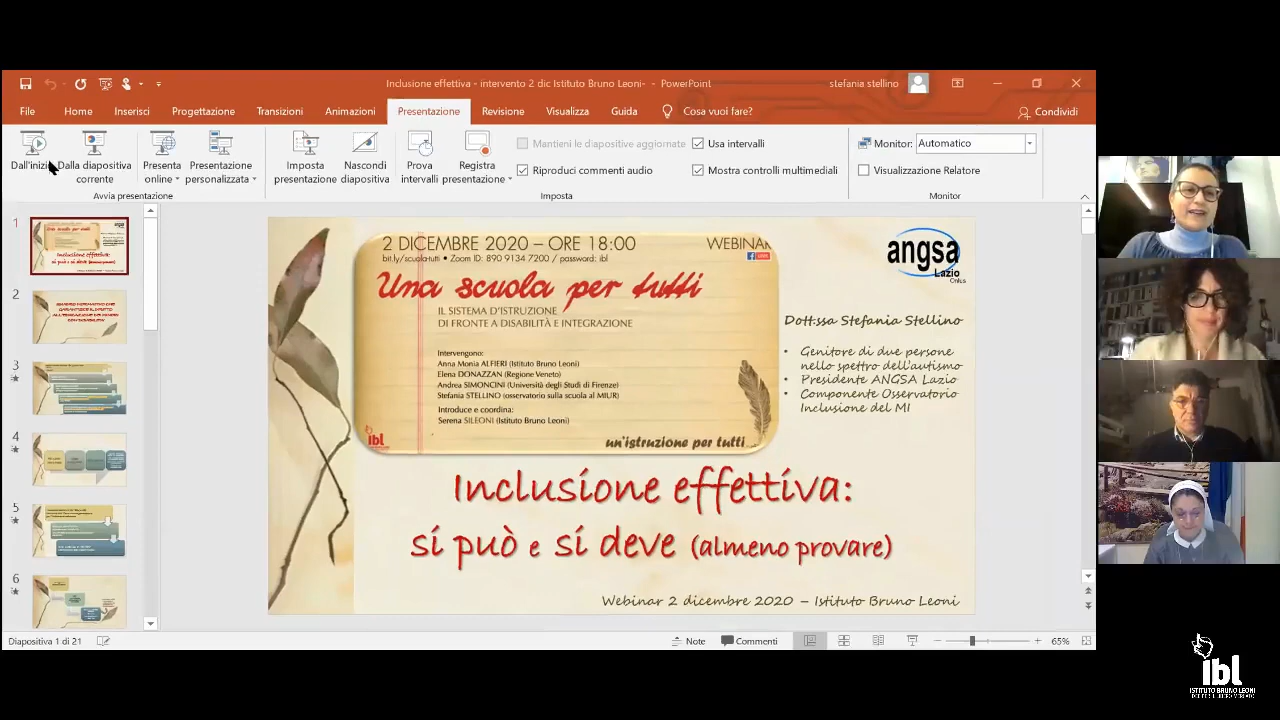 Inclusione effettiva - intervento 2 dic Istituto Bruno Leoni- - PowerPoint
stefania stellino
File
Home
Inserisci
Progettazione
Transizioni
Animazioni
Presentazione
Revisione
Visualizza
Guida
Cosa vuoi fare?
Condividi
Dall'inizio
Dalla diapositiva corrente
Presenta online
Presentazione personalizzata
Imposta presentazione
Nascondi diapositiva
Prova intervalli
Registra presentazione
Mantieni le diapositive aggiornate
Riproduci commenti audio
Usa intervalli
Mostra controlli multimediali
Monitor:
Automatico
Visualizzazione Relatore
Avvia presentazione
Imposta
Monitor
1
2
3
4
5
6
2 DICEMBRE 2020 – ORE 18:00
WEBINAR
bit.ly/scuola-tutti • Zoom ID: 890 9134 7200 / password: ibl
Una scuola per tutti
IL SISTEMA D'ISTRUZIONE
DI FRONTE A DISABILITÀ E INTEGRAZIONE
Intervengono:
Anna Monia ALFIERI (Istituto Bruno Leoni)
Elena DONAZZAN (Regione Veneto)
Andrea SIMONCINI (Università degli Studi di Firenze)
Stefania STELLINO (osservatorio sulla scuola al MIUR)
Introduce e coordina:
Serena SILEONI (Istituto Bruno Leoni)
ibl
un'istruzione per tutti
angsa
Lazio
Onlus
Dott.ssa Stefania Stellino
• Genitore di due persone
nello spettro dell'autismo
• Presidente ANGSA Lazio
• Componente Osservatorio
Inclusione del MI
Inclusione effettiva:
si può e si deve (almeno provare)
Webinar 2 dicembre 2020 – Istituto Bruno Leoni
Diapositiva 1 di 21
Note
Commenti
65%
ibl
ISTITUTO BRUNO LEONI